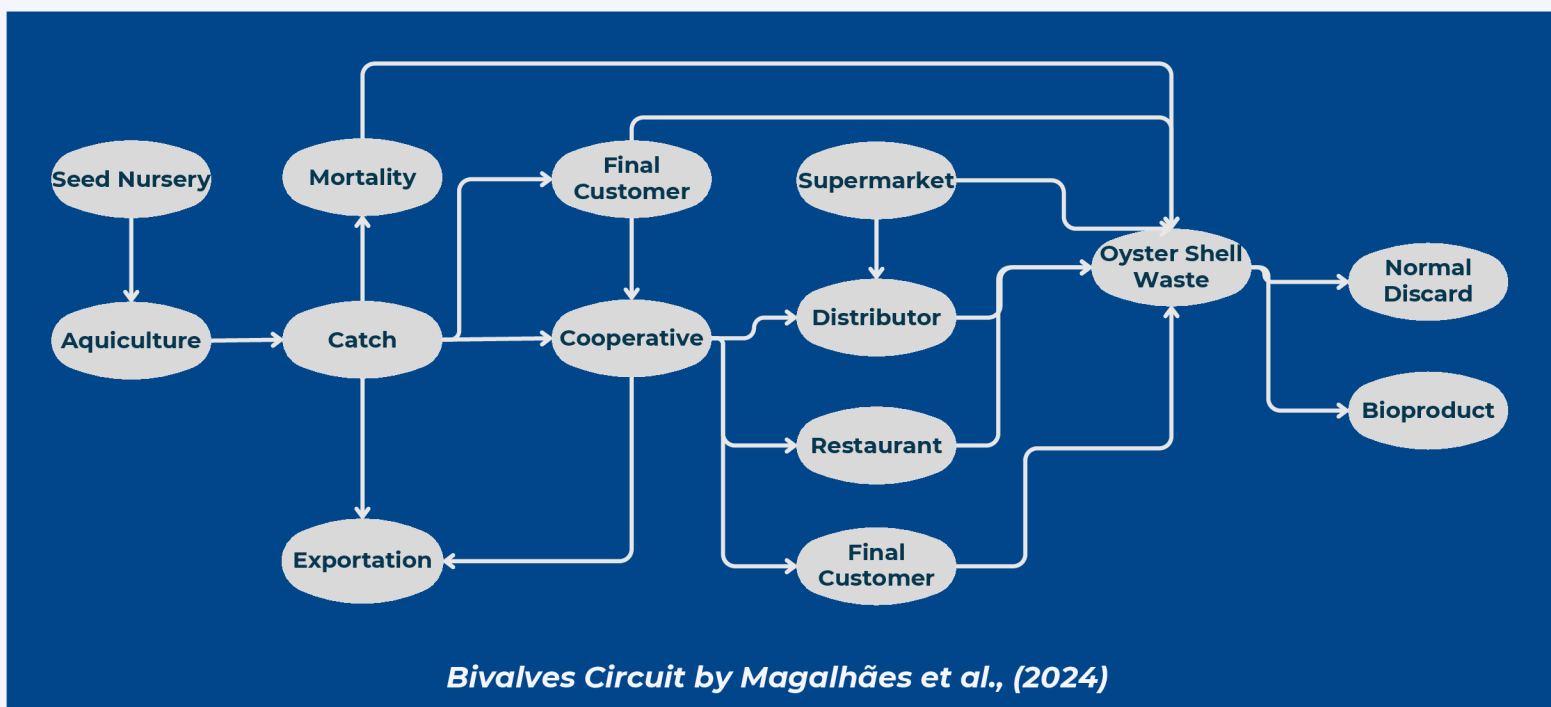 Seed Nursery
Mortality
Final
Customer
Supermarket
Oyster Shell
Waste
Normal
Discard
Aquiculture
Catch
Cooperative
Distributor
Restaurant
Bioproduct
Exportation
Final
Customer
Bivalves Circuit by Magalhães et al., (2024)